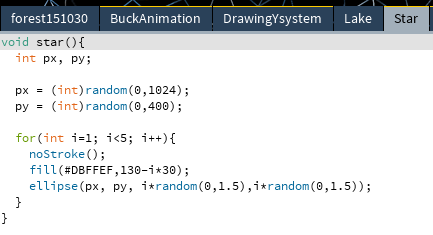 forest151030 BuckAnimation DrawingYsystem Lake Star
void star(){
int px, py;
px = (int)random(0,1024);
py = (int)random(0,400);
for(int i=1; i<5; i++){
noStroke();
fill(#DBFFEF,130-i*30);
ellipse(px, py, i*random(0,1.5),i*random(0,1.5));
}
}